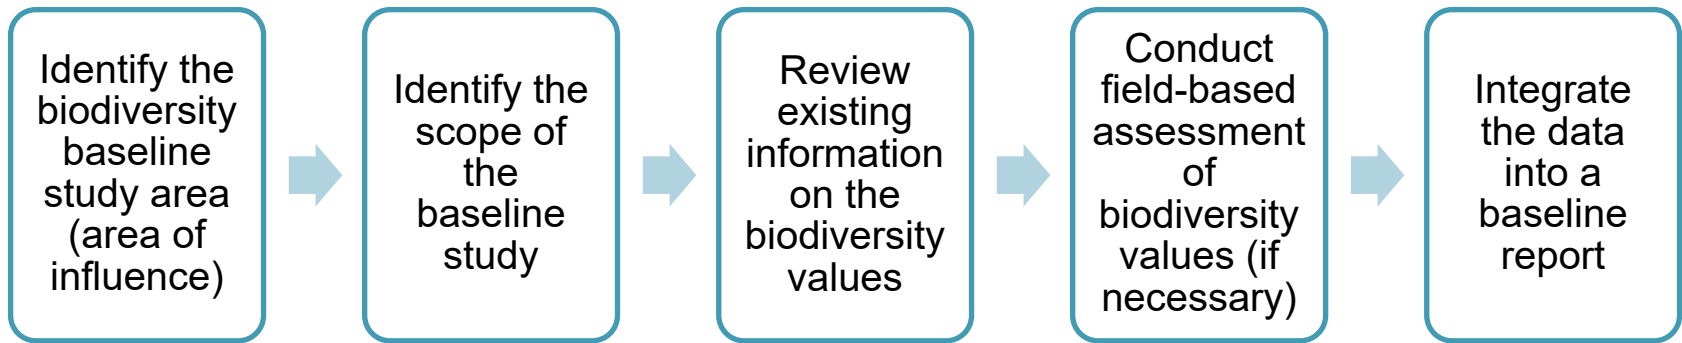 Identify the
biodiversity
baseline
study area
(area of
influence)
Identify the
scope of
the
baseline
study
Review
existing
information
on the
biodiversity
values
Conduct
field-based
assessment
of
biodiversity
values (if
necessary)
Integrate
the data
into a
baseline
report